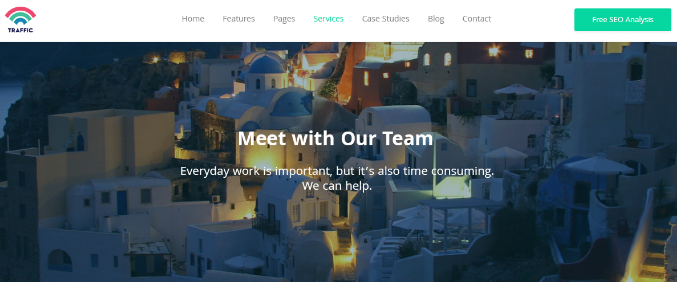 TRAFFIC
Home Features Pages Services Case Studies Blog Contact
Free SEO Analysis
Meet with Our Team
Everyday work is important, but it's also time consuming.
We can help.